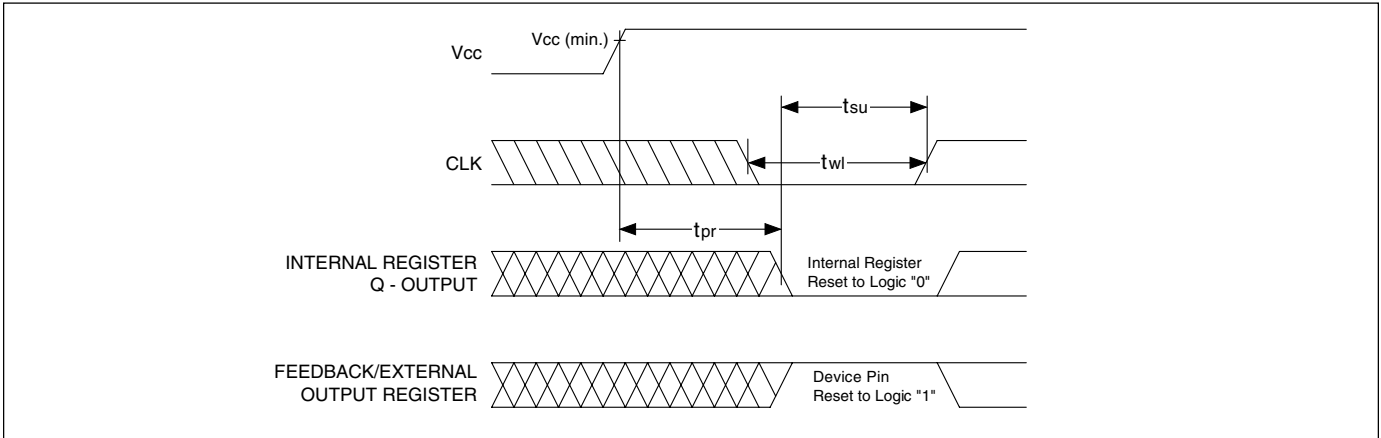 Vcc
Vcc (min.)
tsu
CLK
twl
tpr
INTERNAL REGISTER
Q - OUTPUT
Internal Register
Reset to Logic "0"
FEEDBACK/EXTERNAL
OUTPUT REGISTER
Device Pin
Reset to Logic "1"